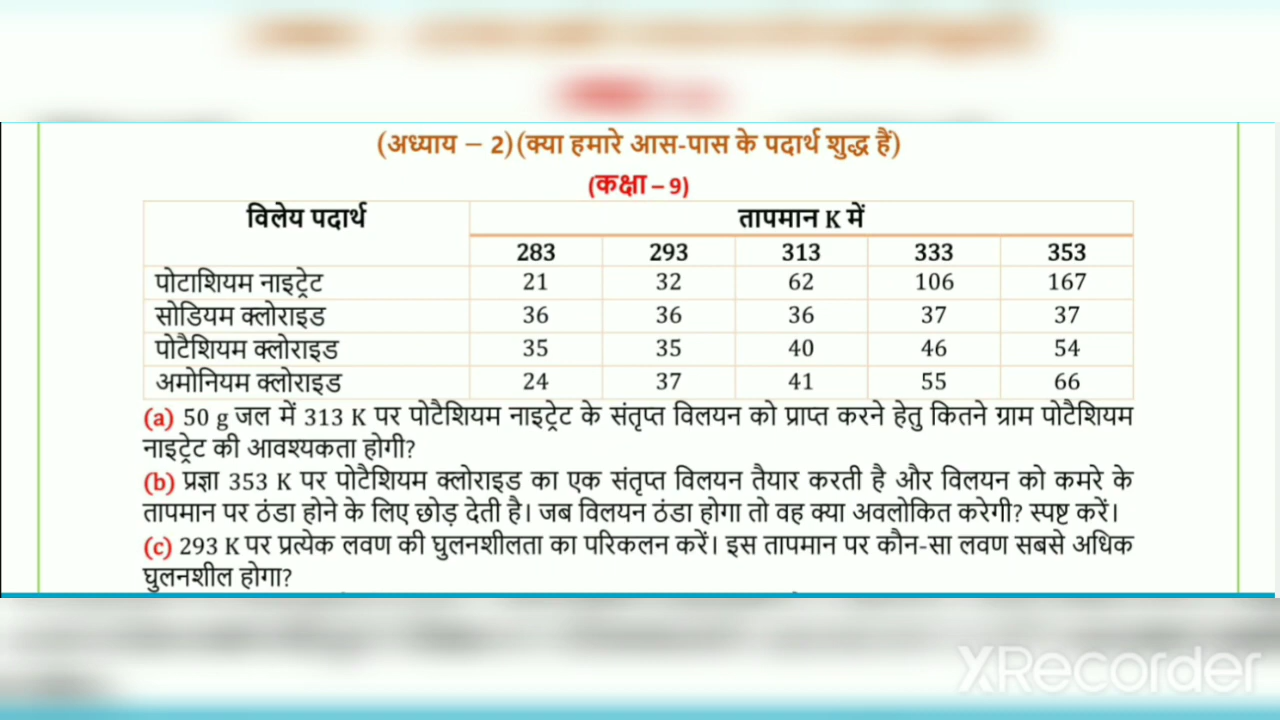 (अध्याय – 2)(क्या हमारे आस-पास के पदार्थ शुद्ध हैं)
(कक्षा – 9)
विलेय पदार्थ तापमान K में
283 293 313 333 353
पोटाशियम नाइट्रेट 21 32 62 106 167
सोडियम क्लोराइड 36 36 36 37 37
पोटैशियम क्लोराइड 35 35 40 46 54
अमोनियम क्लोराइड 24 37 41 55 66
(a) 50 g जल में 313 K पर पोटैशियम नाइट्रेट के संतृप्त विलयन को प्राप्त करने हेतु कितने ग्राम पोटैशियम
नाइट्रेट की आवश्यकता होगी?
(b) प्रज्ञा 353 K पर पोटैशियम क्लोराइड का एक संतृप्त विलयन तैयार करती है और विलयन को कमरे के
तापमान पर ठंडा होने के लिए छोड़ देती है। जब विलयन ठंडा होगा तो वह क्या अवलोकित करेगी? स्पष्ट करें।
(c) 293 K पर प्रत्येक लवण की घुलनशीलता का परिकलन करें। इस तापमान पर कौन-सा लवण सबसे अधिक
घुलनशील होगा?
XRecorder